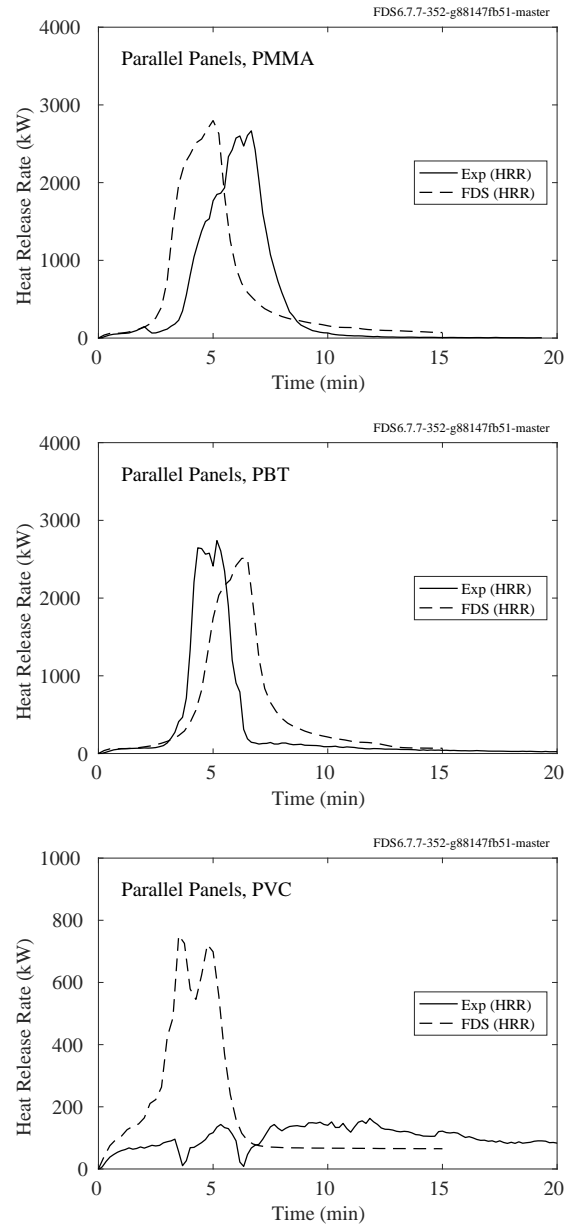 FDS6.7.7-352-g88147fb51-master
Parallel Panels, PMMA
4000
3000
2000
1000
0
Heat Release Rate (kW)
Exp (HRR)
FDS (HRR)
0 5 10 15 20
Time (min)
FDS6.7.7-352-g88147fb51-master
Parallel Panels, PBT
4000
3000
2000
1000
0
Heat Release Rate (kW)
Exp (HRR)
FDS (HRR)
0 5 10 15 20
Time (min)
FDS6.7.7-352-g88147fb51-master
Parallel Panels, PVC
1000
800
600
400
200
0
Heat Release Rate (kW)
Exp (HRR)
FDS (HRR)
0 5 10 15 20
Time (min)